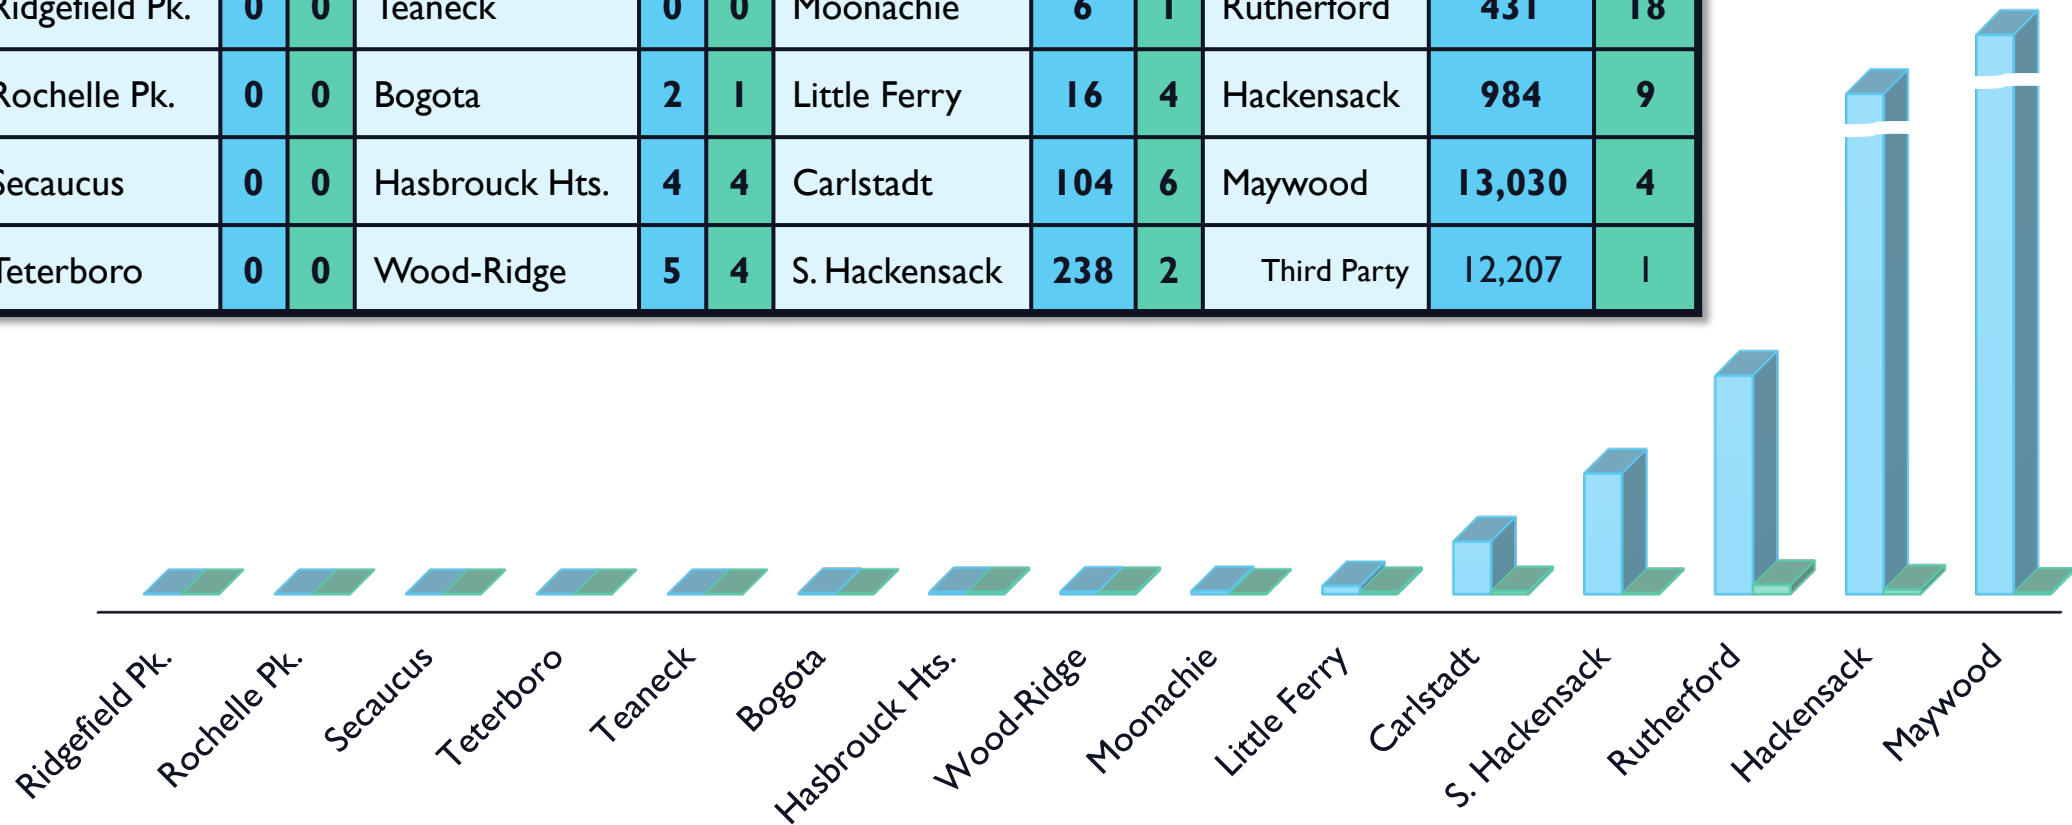 Ridgefield Pk. 0 0 Teaneck 0 0 Moonachie 6 1 Rutherford 431 18
Rochelle Pk. 0 0 Bogota 2 1 Little Ferry 16 4 Hackensack 984 9
Secaucus 0 0 Hasbrouck Hts. 4 4 Carlstadt 104 6 Maywood 13,030 4
Teterboro 0 0 Wood-Ridge 5 4 S. Hackensack 238 2 Third Party 12,207 1
Ridgefield Pk.
Rochelle Pk.
Secaucus
Teterboro
Teaneck
Bogota
Hasbrouck Hts.
Wood-Ridge
Moonachie
Little Ferry
Carlstadt
S. Hackensack
Rutherford
Hackensack
Maywood